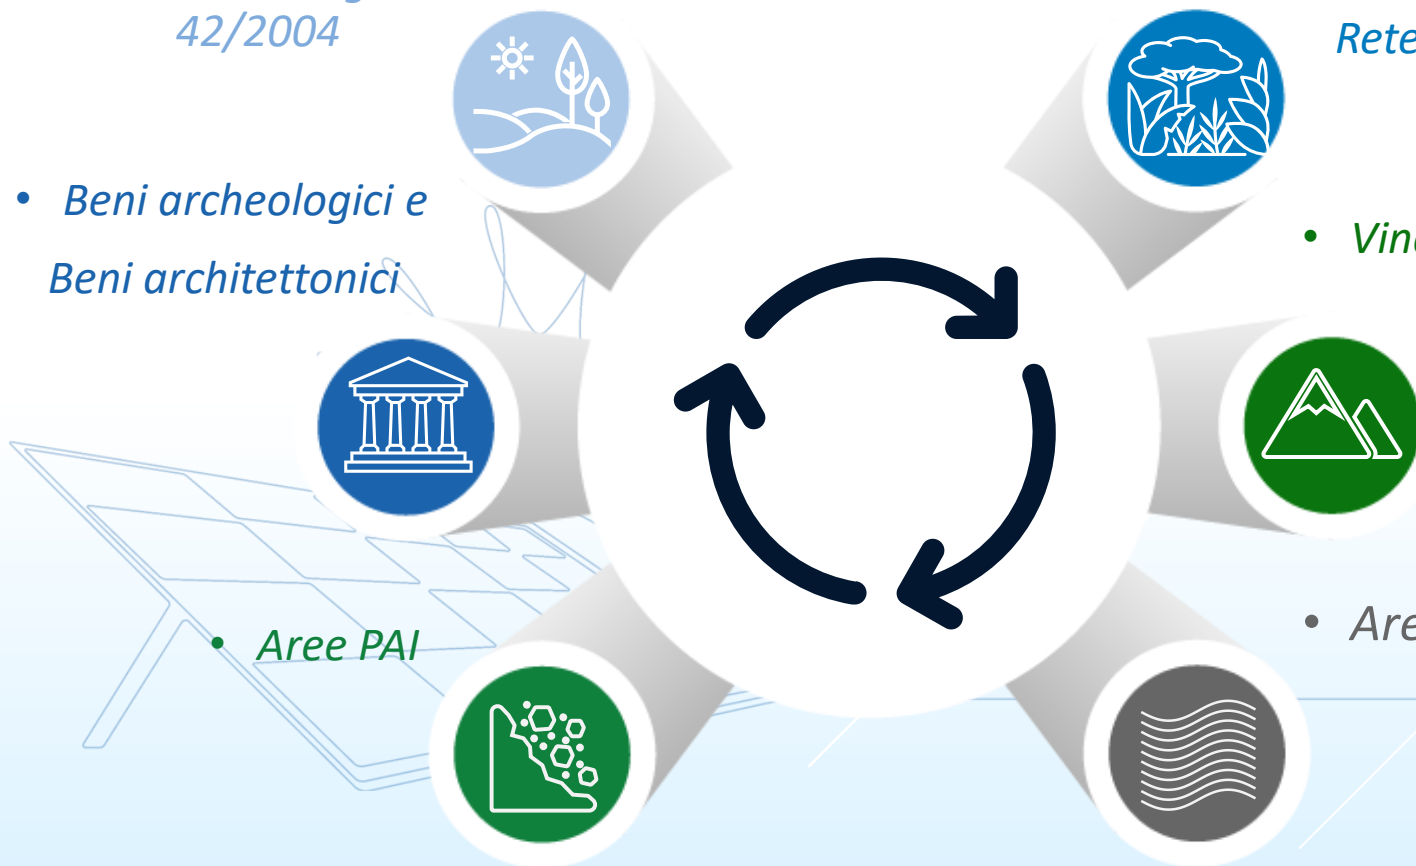 42/2004
Rete
• Beni archeologici e
Beni architettonici
• Aree PAI